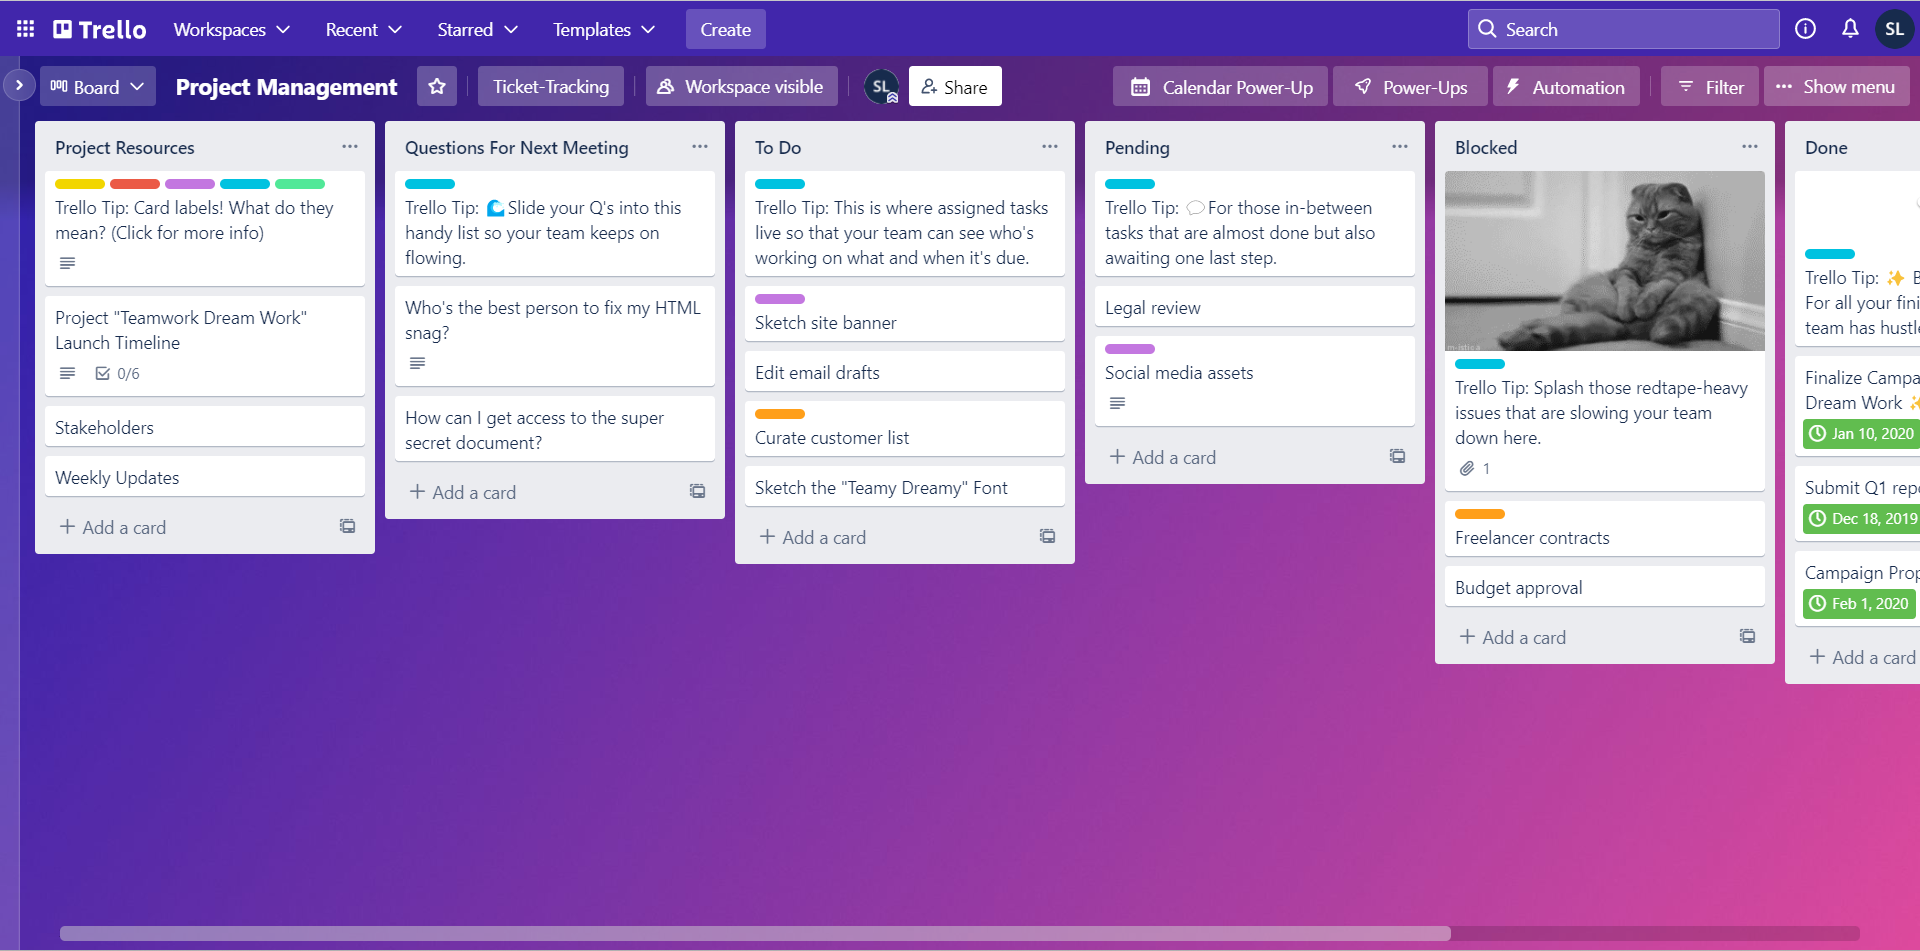 Trello Workspaces Recent Starred Templates Create Search SL
Board Project Management Ticket-Tracking Workspace visible SL Share Calendar Power-Up Power-Ups Automation Filter Show menu
Project Resources
Trello Tip: Card labels! What do they
mean? (Click for more info)
Project "Teamwork Dream Work"
Launch Timeline
0/6
Stakeholders
Weekly Updates
Add a card
Questions For Next Meeting
Trello Tip: 🌊Slide your Q's into this
handy list so your team keeps on
flowing.
Who's the best person to fix my HTML
snag?
How can I get access to the super
secret document?
Add a card
To Do
Trello Tip: This is where assigned tasks
live so that your team can see who's
working on what and when it's due.
Sketch site banner
Edit email drafts
Curate customer list
Sketch the "Teamy Dreamy" Font
Add a card
Pending
Trello Tip: 💬For those in-between
tasks that are almost done but also
awaiting one last step.
Legal review
Social media assets
Add a card
Blocked
Trello Tip: Splash those redtape-heavy
issues that are slowing your team
down here.
1
Freelancer contracts
Budget approval
Add a card
Done
Trello Tip: ✨ B
For all your fini
team has hustle
Finalize Campa
Dream Work ✨
Jan 10, 2020
Submit Q1 repo
Dec 18, 2019
Campaign Prop
Feb 1, 2020
Add a card